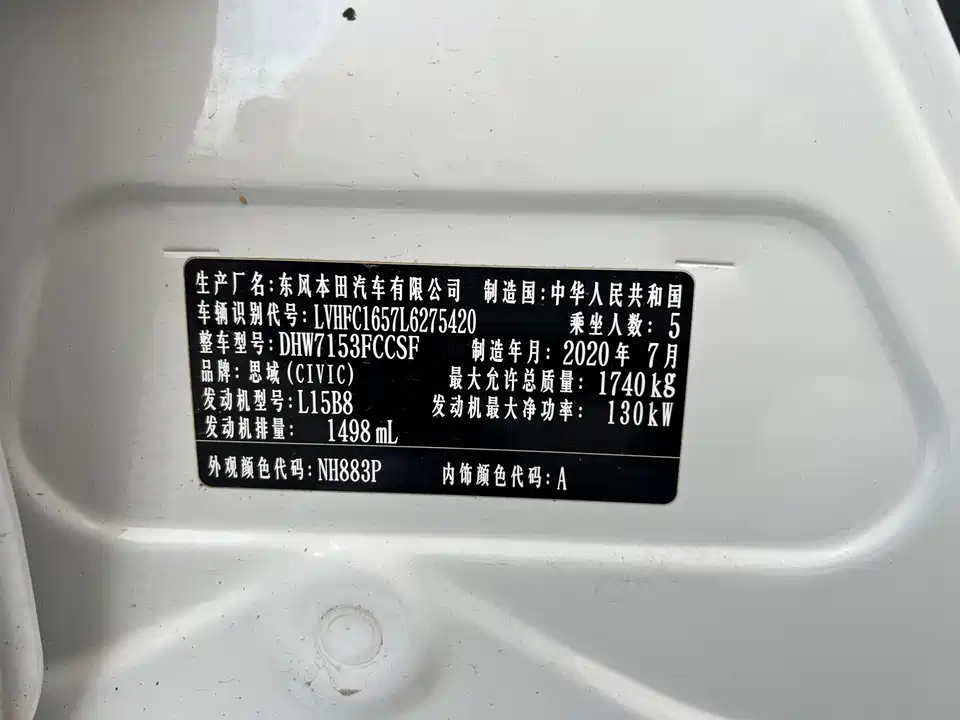 生产厂名:东风本田汽车有限公司 制造国:中华人民共和国
车辆识别代号:LVHFC1657L6275420 乘坐人数: 5
整车型号:DHW7153FCCSF 制造年月: 2020年 7月
品牌: 思域(CIVIC) 最大允许总质量: 1740kg
发动机型号:L15B8 发动机最大净功率: 130kW
发动机排量: 1498mL
外观颜色代码:NH883P 内饰颜色代码:A